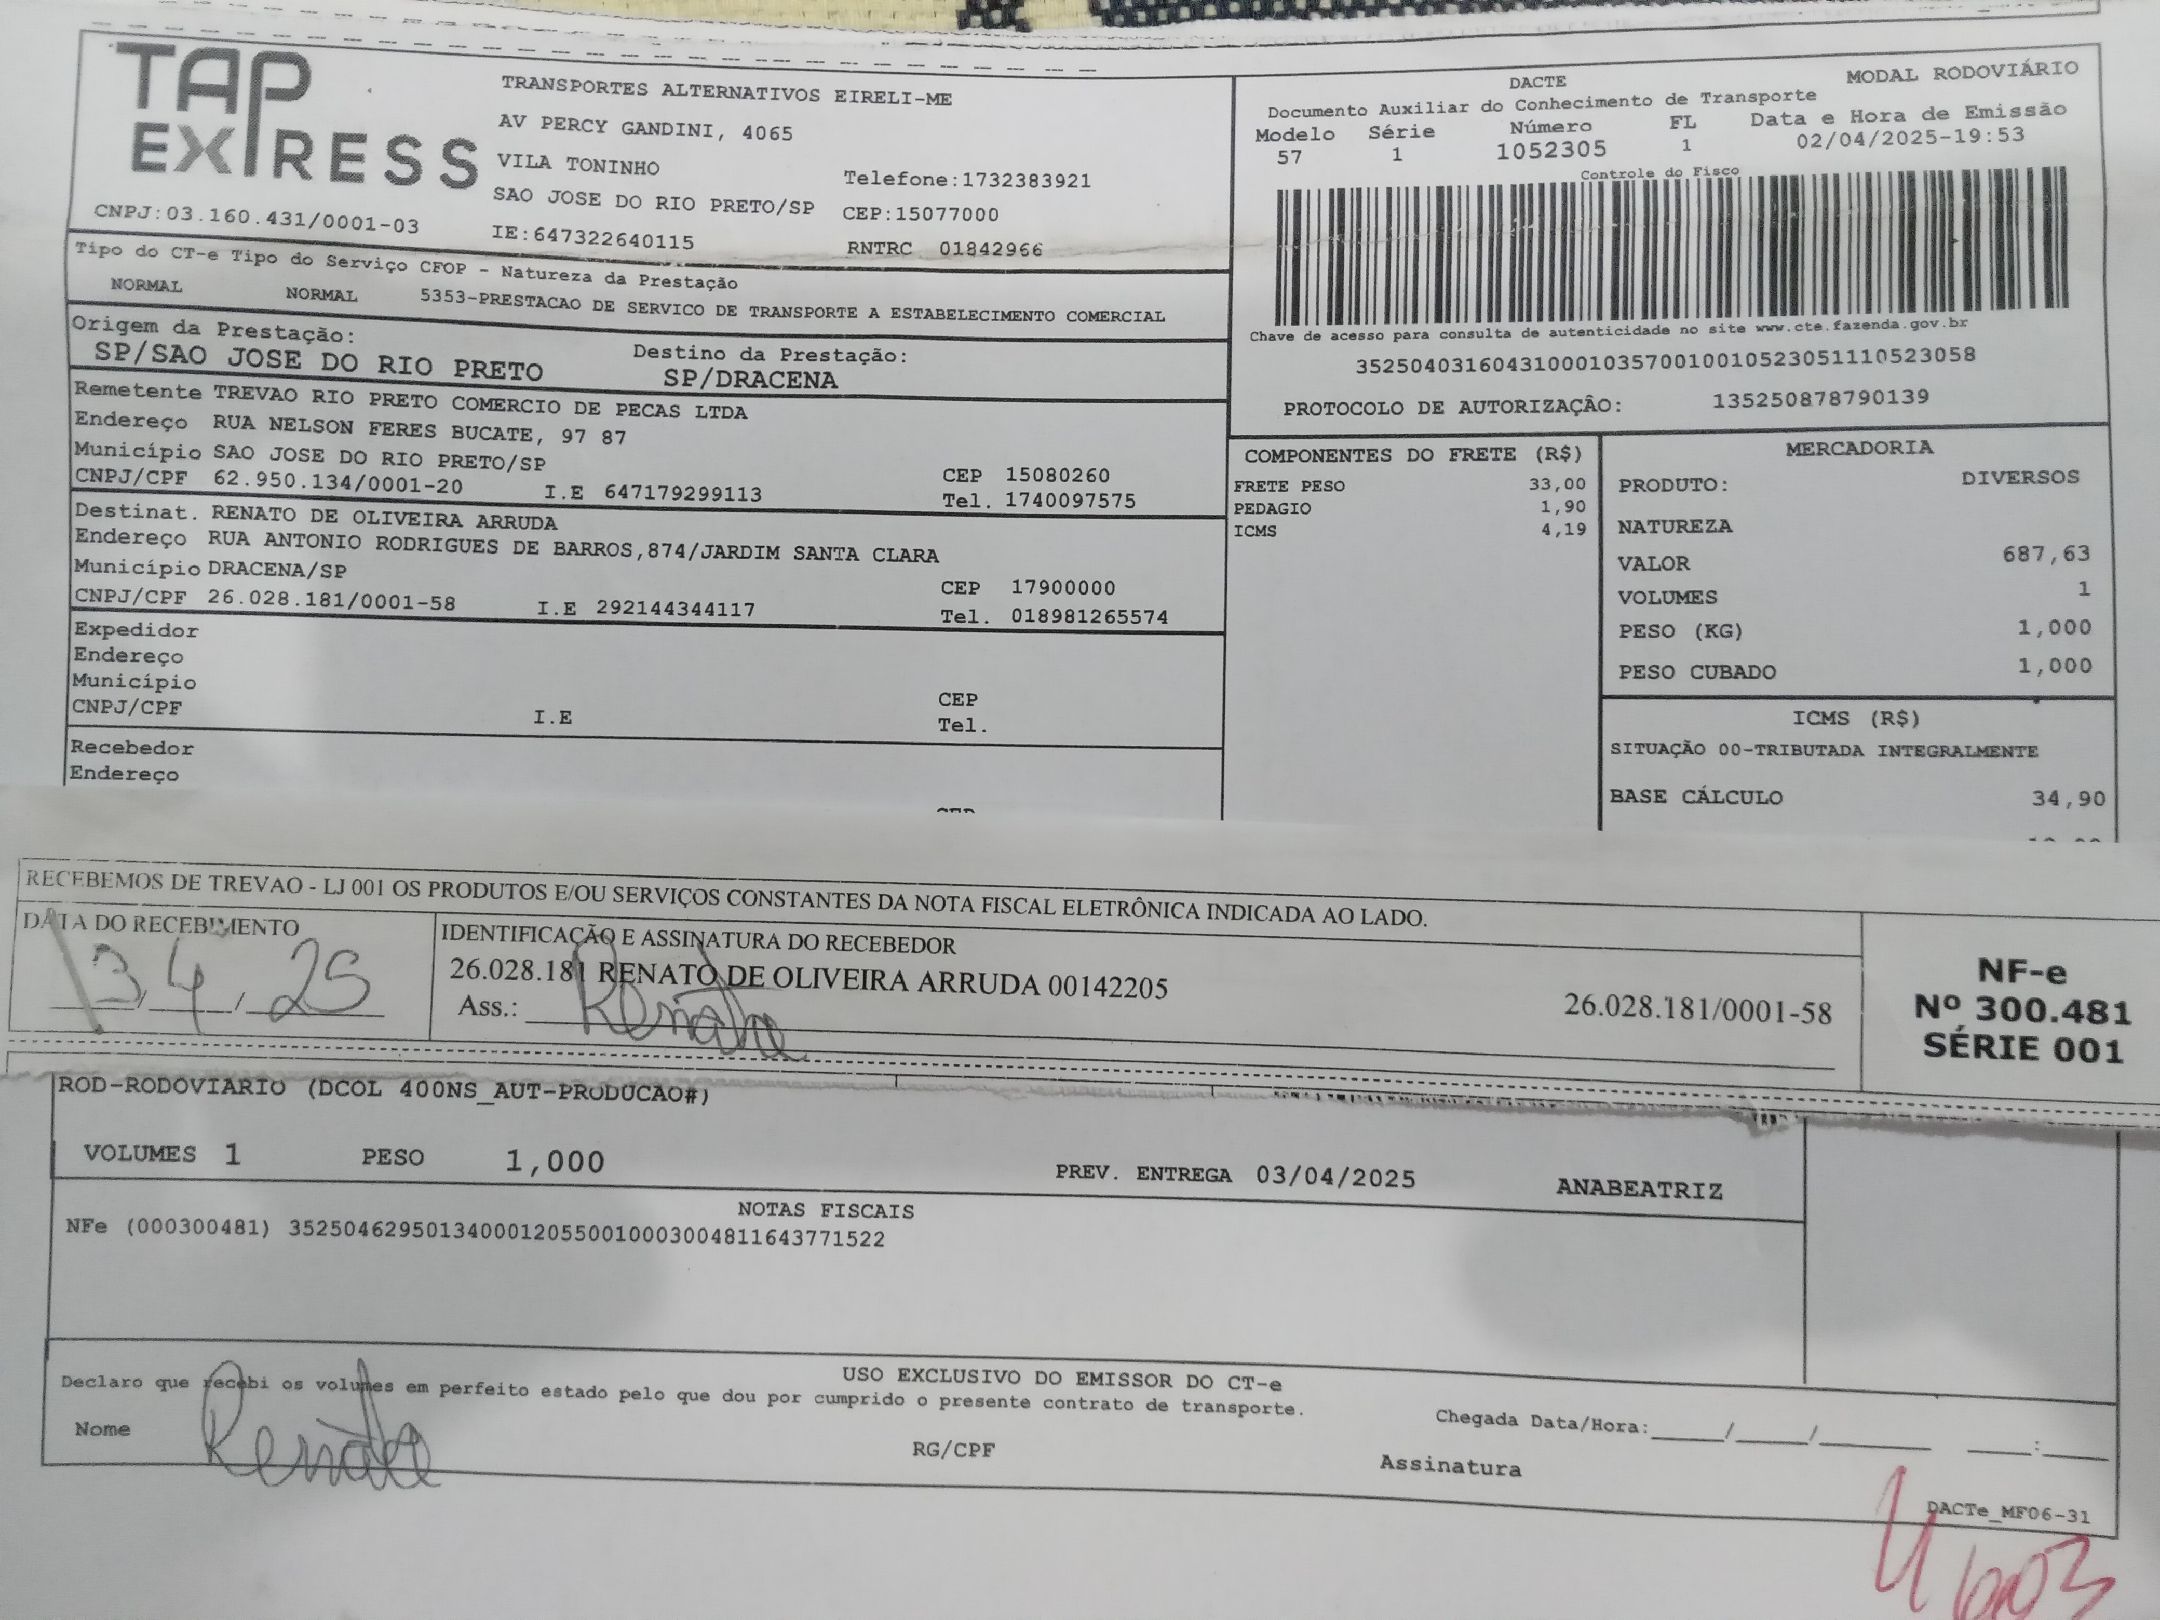 TAP EXPRESS
TRANSPORTES ALTERNATIVOS EIRELI-ME
AV PERCY GANDINI, 4065
VILA TONINHO
Telefone:1732383921
SAO JOSE DO RIO PRETO/SP CEP:15077000
CNPJ:03.160.431/0001-03 IE:647322640115 RNTRC 01842966
Tipo do CT-e Tipo do Serviço CFOP - Natureza da Prestação
NORMAL NORMAL 5353-PRESTACAO DE SERVICO DE TRANSPORTE A ESTABELECIMENTO COMERCIAL
Origem da Prestação: Destino da Prestação:
SP/SAO JOSE DO RIO PRETO SP/DRACENA
Remetente TREVAO RIO PRETO COMERCIO DE PECAS LTDA
Endereço RUA NELSON FERES BUCATE, 97 87
Município SAO JOSE DO RIO PRETO/SP CEP 15080260
CNPJ/CPF 62.950.134/0001-20 I.E 647179299113 Tel. 1740097575
Destinat. RENATO DE OLIVEIRA ARRUDA
Endereço RUA ANTONIO RODRIGUES DE BARROS,874/JARDIM SANTA CLARA
Município DRACENA/SP CEP 17900000
CNPJ/CPF 26.028.181/0001-58 I.E 292144344117 Tel. 018981265574
Expedidor
Endereço
Município CEP
CNPJ/CPF I.E Tel.
Recebedor
Endereço
DACTE MODAL RODOVIÁRIO
Documento Auxiliar do Conhecimento de Transporte
Modelo Série Número FL Data e Hora de Emissão
57 1 1052305 1 02/04/2025-19:53
Controle do Fisco
Chave de acesso para consulta de autenticidade no site www.cte.fazenda.gov.br
35250403160431000103570010010523051110523058
PROTOCOLO DE AUTORIZAÇÃO: 135250878790139
COMPONENTES DO FRETE (R$)
FRETE PESO 33,00
PEDAGIO 1,90
ICMS 4,19
MERCADORIA
PRODUTO: DIVERSOS
NATUREZA
VALOR 687,63
VOLUMES 1
PESO (KG) 1,000
PESO CUBADO 1,000
ICMS (R$)
SITUAÇÃO 00-TRIBUTADA INTEGRALMENTE
BASE CÁLCULO 34,90
RECEBEMOS DE TREVAO - LJ 001 OS PRODUTOS E/OU SERVIÇOS CONSTANTES DA NOTA FISCAL ELETRÔNICA INDICADA AO LADO.
DATA DO RECEBIMENTO
3/4/25
IDENTIFICAÇÃO E ASSINATURA DO RECEBEDOR
26.028.181 RENATO DE OLIVEIRA ARRUDA 00142205
26.028.181/0001-58
Ass.: Renato
NF-e
Nº 300.481
SÉRIE 001
ROD-RODOVIARIO (DCOL 400NS_AUT-PRODUCAO#)
VOLUMES 1 PESO 1,000 PREV. ENTREGA 03/04/2025 ANABEATRIZ
NOTAS FISCAIS
NFe (000300481) 35250462950134000120550010003004811643771522
USO EXCLUSIVO DO EMISSOR DO CT-e
Declaro que recebi os volumes em perfeito estado pelo que dou por cumprido o presente contrato de transporte.
Chegada Data/Hora:____/____/______ ____:____
Nome Renato RG/CPF Assinatura
DACTe_MF06-31